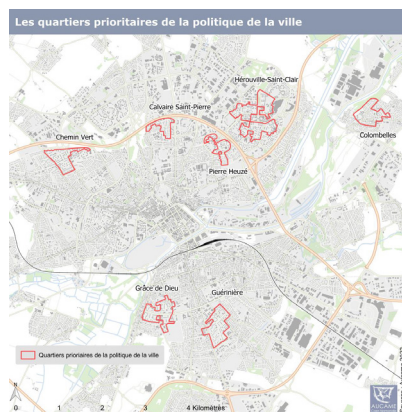 Les quartiers prioritaires de la politique de la ville
Hérouville-Saint-Clair
Calvaire Saint-Pierre
Colombelles
Chemin Vert
Pierre Heuzé
Grâce de Dieu
Guérinière
Quartiers prioriaires de la politique de la ville
N
0 1 2 3 4 Kilomètres
AUCAME